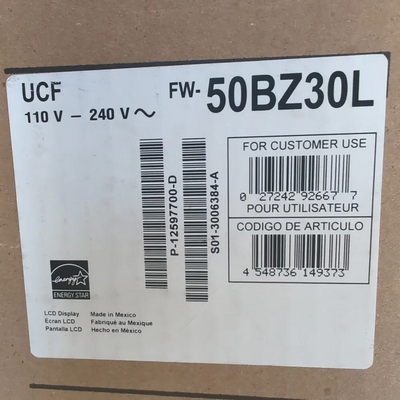 UCF
FW-50BZ30L
110 V – 240 V ~
P-12597700-D
S01-3006384-A
FOR CUSTOMER USE
0 27242 92667 7
POUR UTILISATEUR
CODIGO DE ARTICULO
4 548736 149373
energy
ENERGY STAR
LCD Display Made in Mexico
Écran LCD Fabriqué au Mexique
Pantalla LCD Hecho en México